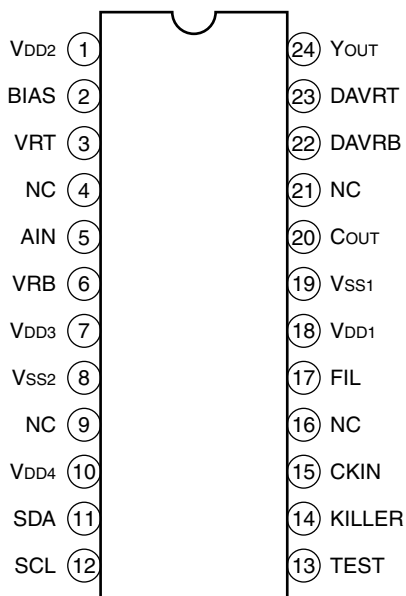 VDD2 1 24 YOUT
BIAS 2 23 DAVRT
VRT 3 22 DAVRB
NC 4 21 NC
AIN 5 20 COUT
VRB 6 19 VSS1
VDD3 7 18 VDD1
VSS2 8 17 FIL
NC 9 16 NC
VDD4 10 15 CKIN
SDA 11 14 KILLER
SCL 12 13 TEST